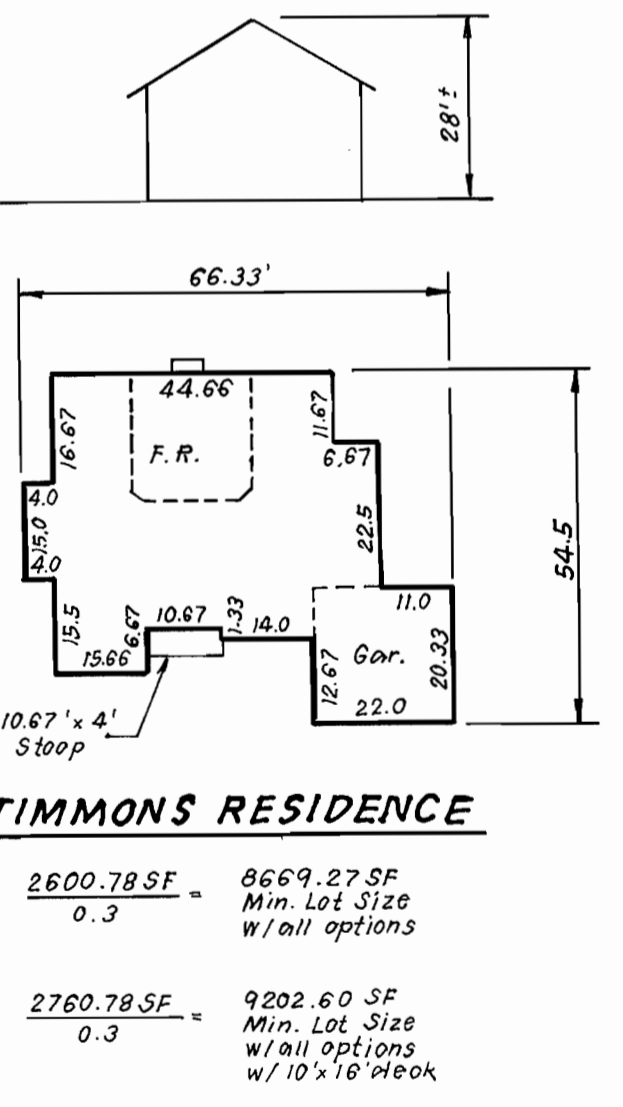 28'±
66.33'
44.66
16.67
F.R.
11.67
6.67
4.0
15.0
4.0
22.5
54.5
15.5
6.67
10.67
1.33
14.0
11.0
15.66
12.67
Gar.
20.33
22.0
10.67'x 4'
Stoop
TIMMONS RESIDENCE
2600.78 SF
0.3
=
8669.27 SF
Min. Lot Size
w/all options
2760.78 SF
0.3
=
9202.60 SF
Min. Lot Size
w/all options
w/ 10'x 16' deck